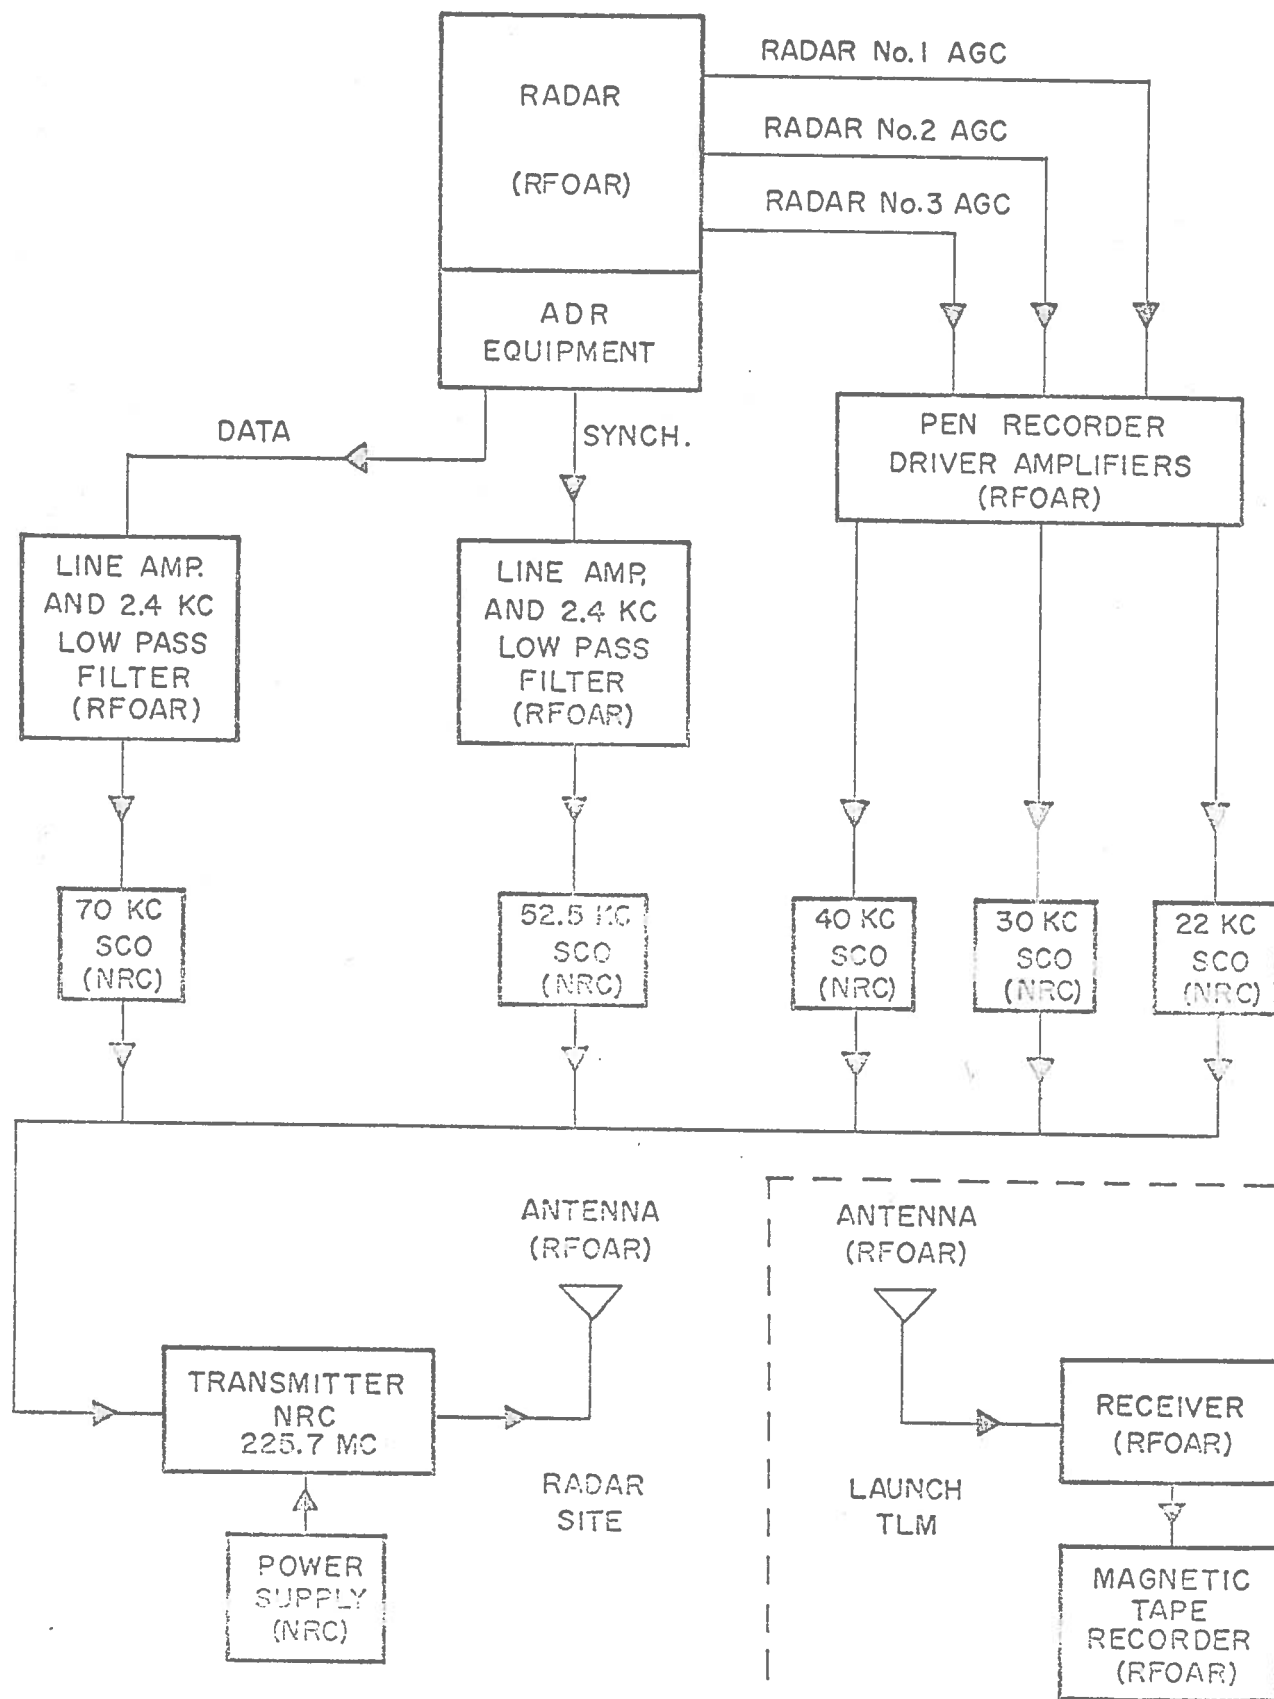 RADAR
(RFOAR)
RADAR No.1 AGC
RADAR No.2 AGC
RADAR No.3 AGC
ADR
EQUIPMENT
DATA
SYNCH.
PEN RECORDER
DRIVER AMPLIFIERS
(RFOAR)
LINE AMP.
AND 2.4 KC
LOW PASS
FILTER
(RFOAR)
LINE AMP,
AND 2.4 KC
LOW PASS
FILTER
(RFOAR)
70 KC
SCO
(NRC)
52.5 KC
SCO
(NRC)
40 KC
SCO
(NRC)
30 KC
SCO
(NRC)
22 KC
SCO
(NRC)
ANTENNA
(RFOAR)
ANTENNA
(RFOAR)
TRANSMITTER
NRC
225.7 MC
RADAR
SITE
POWER
SUPPLY
(NRC)
LAUNCH
TLM
RECEIVER
(RFOAR)
MAGNETIC
TAPE
RECORDER
(RFOAR)